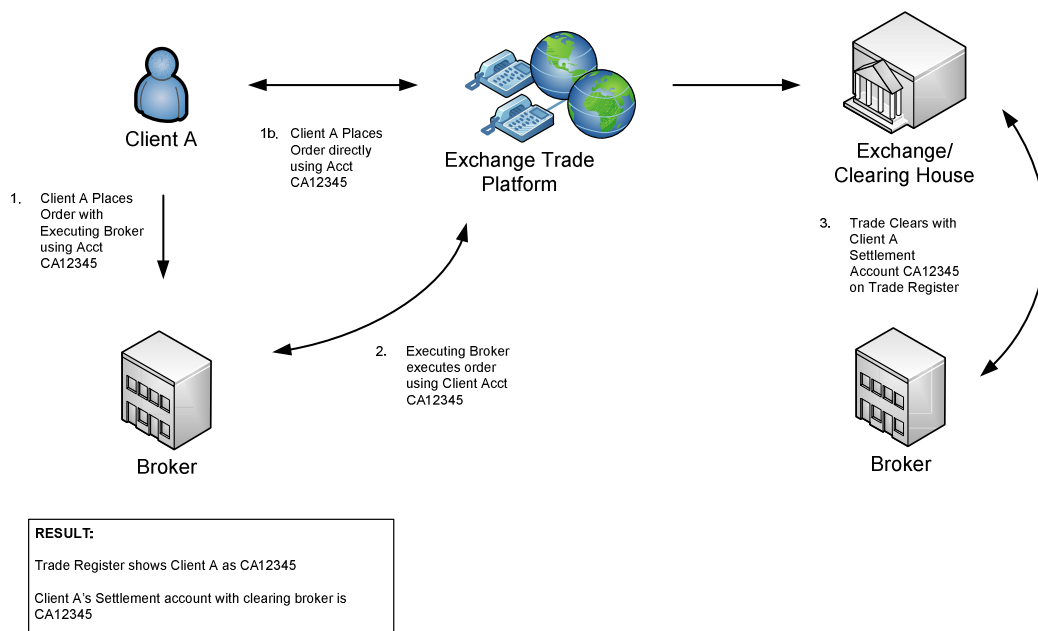 Client A
1b. Client A Places
Order directly
using Acct
CA12345
Exchange Trade
Platform
Exchange/
Clearing House
1. Client A Places
Order with
Executing Broker
using Acct
CA12345
3. Trade Clears with
Client A
Settlement
Account CA12345
on Trade Register
2. Executing Broker
executes order
using Client Acct
CA12345
Broker
Broker
RESULT:
Trade Register shows Client A as CA12345
Client A's Settlement account with clearing broker is
CA12345